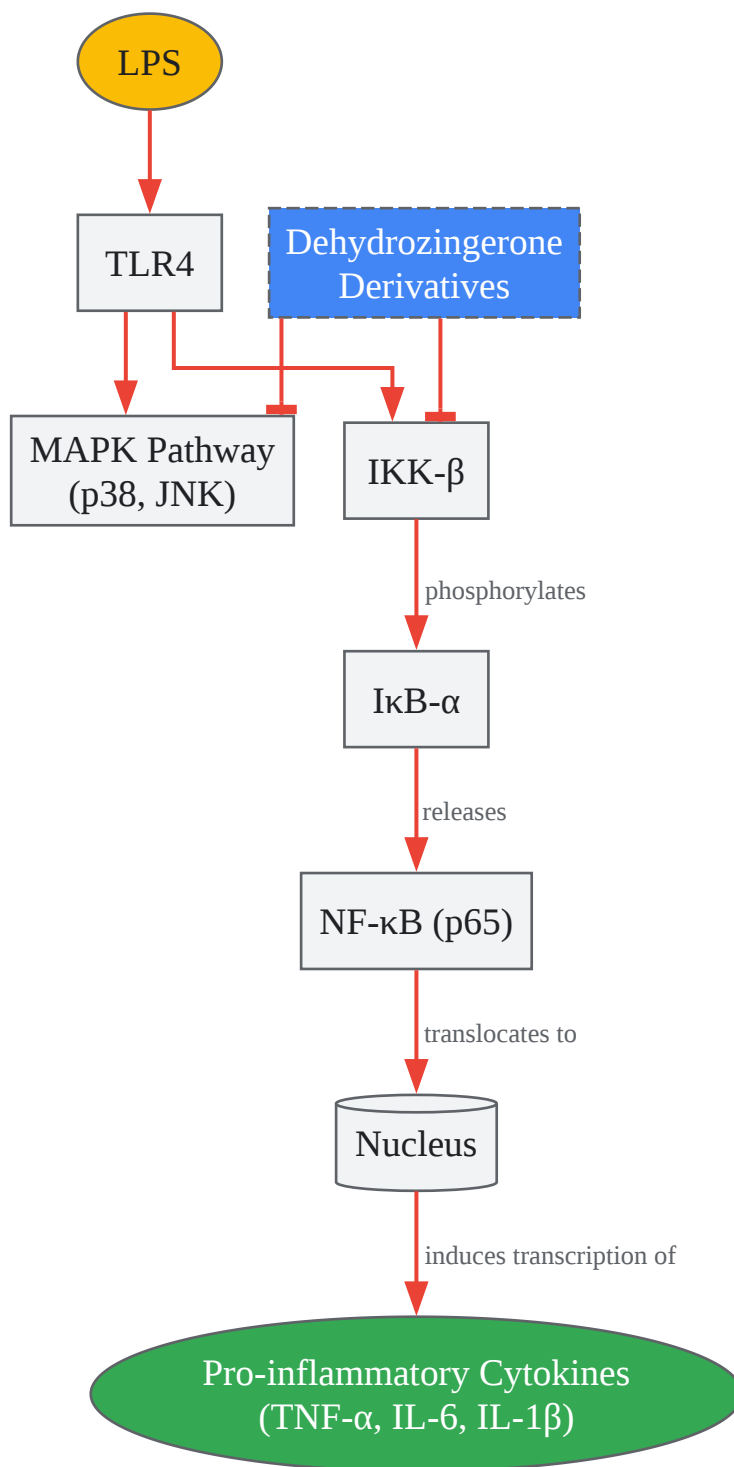 LPS
TLR4
Dehydrozingerone
Derivatives
MAPK Pathway
(p38, JNK)
IKK-β
phosphorylates
IκB-α
releases
NF-κB (p65)
translocates to
Nucleus
induces transcription of
Pro-inflammatory Cytokines
(TNF-α, IL-6, IL-1β)